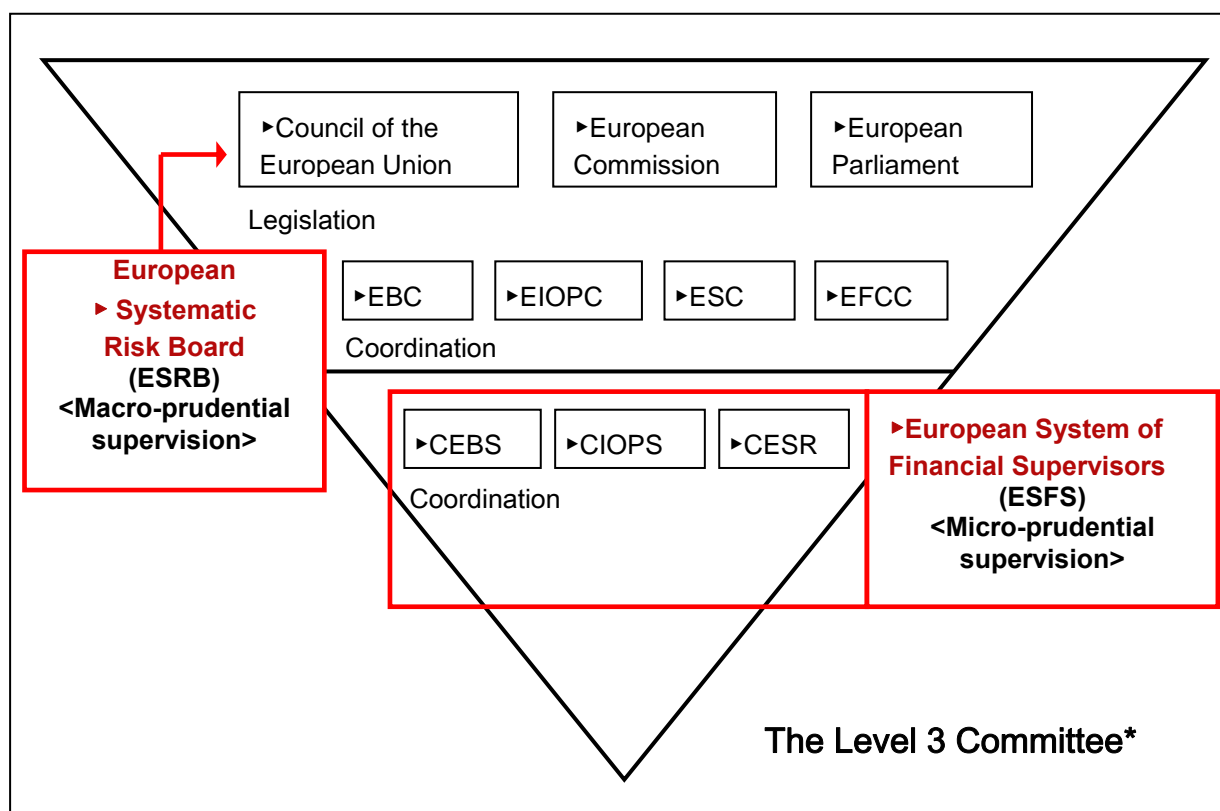 ►Council of the
European Union
►European
Commission
►European
Parliament
Legislation
European
► Systematic
Risk Board
(ESRB)
<Macro-prudential
supervision>
►EBC
►EIOPC
►ESC
►EFCC
Coordination
►CEBS
►CIOPS
►CESR
Coordination
►European System of
Financial Supervisors
(ESFS)
<Micro-prudential
supervision>
The Level 3 Committee*